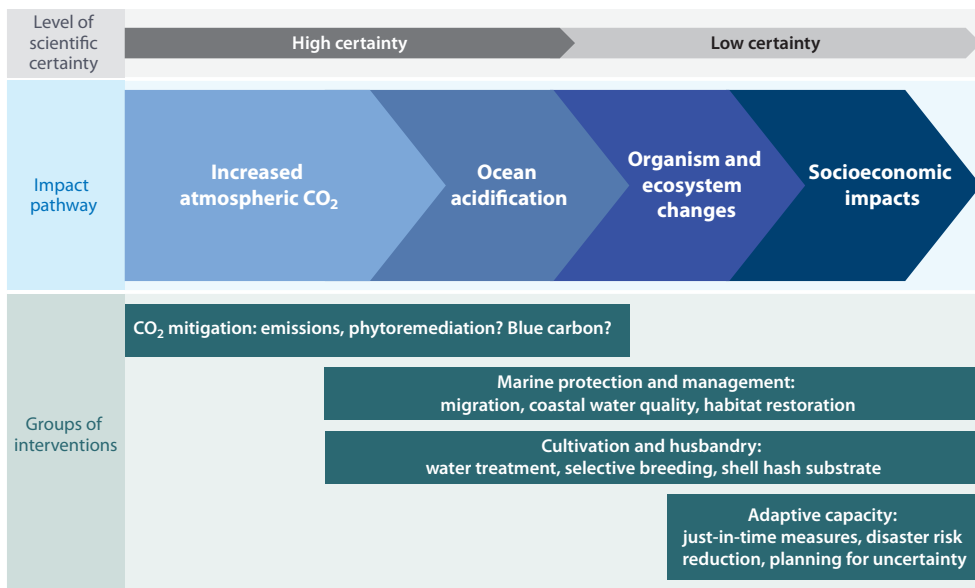 Level of
scientific
certainty
High certainty
Low certainty
Impact
pathway
Increased
atmospheric CO₂
Ocean
acidification
Organism and
ecosystem
changes
Socioeconomic
impacts
Groups of
interventions
CO₂ mitigation: emissions, phytoremediation? Blue carbon?
Marine protection and management:
migration, coastal water quality, habitat restoration
Cultivation and husbandry:
water treatment, selective breeding, shell hash substrate
Adaptive capacity:
just-in-time measures, disaster risk
reduction, planning for uncertainty